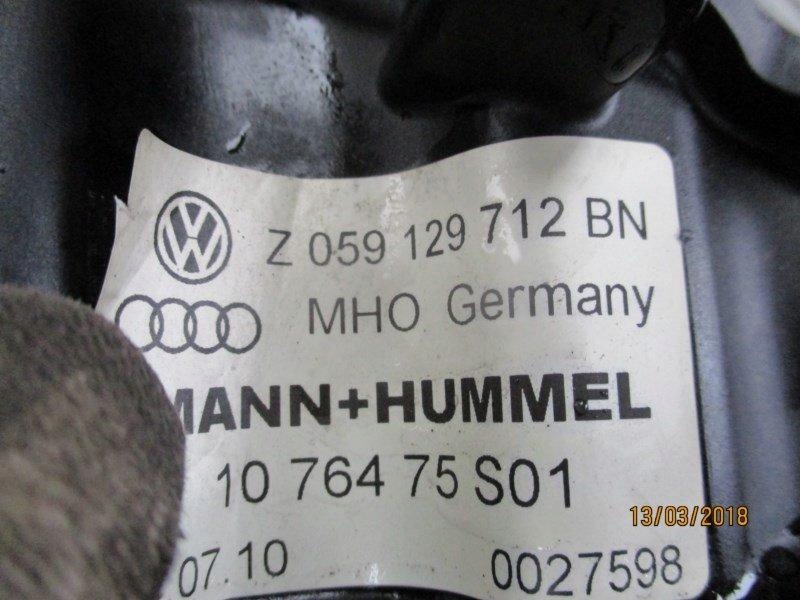 Z 059 129 712 BN
MHO Germany
MANN+HUMMEL
10 764 75 S01
07.10 0027598
13/03/2018